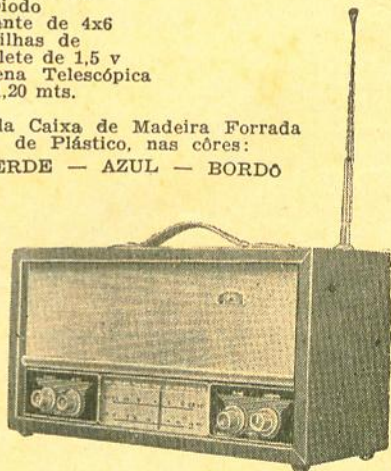 iodo
nte de 4x6
ilhas de
lete de 1,5 v
ena Telescópica
,20 mts.
la Caixa de Madeira Forrada
de Plástico, nas côres:
ERDE — AZUL — BORDÔ